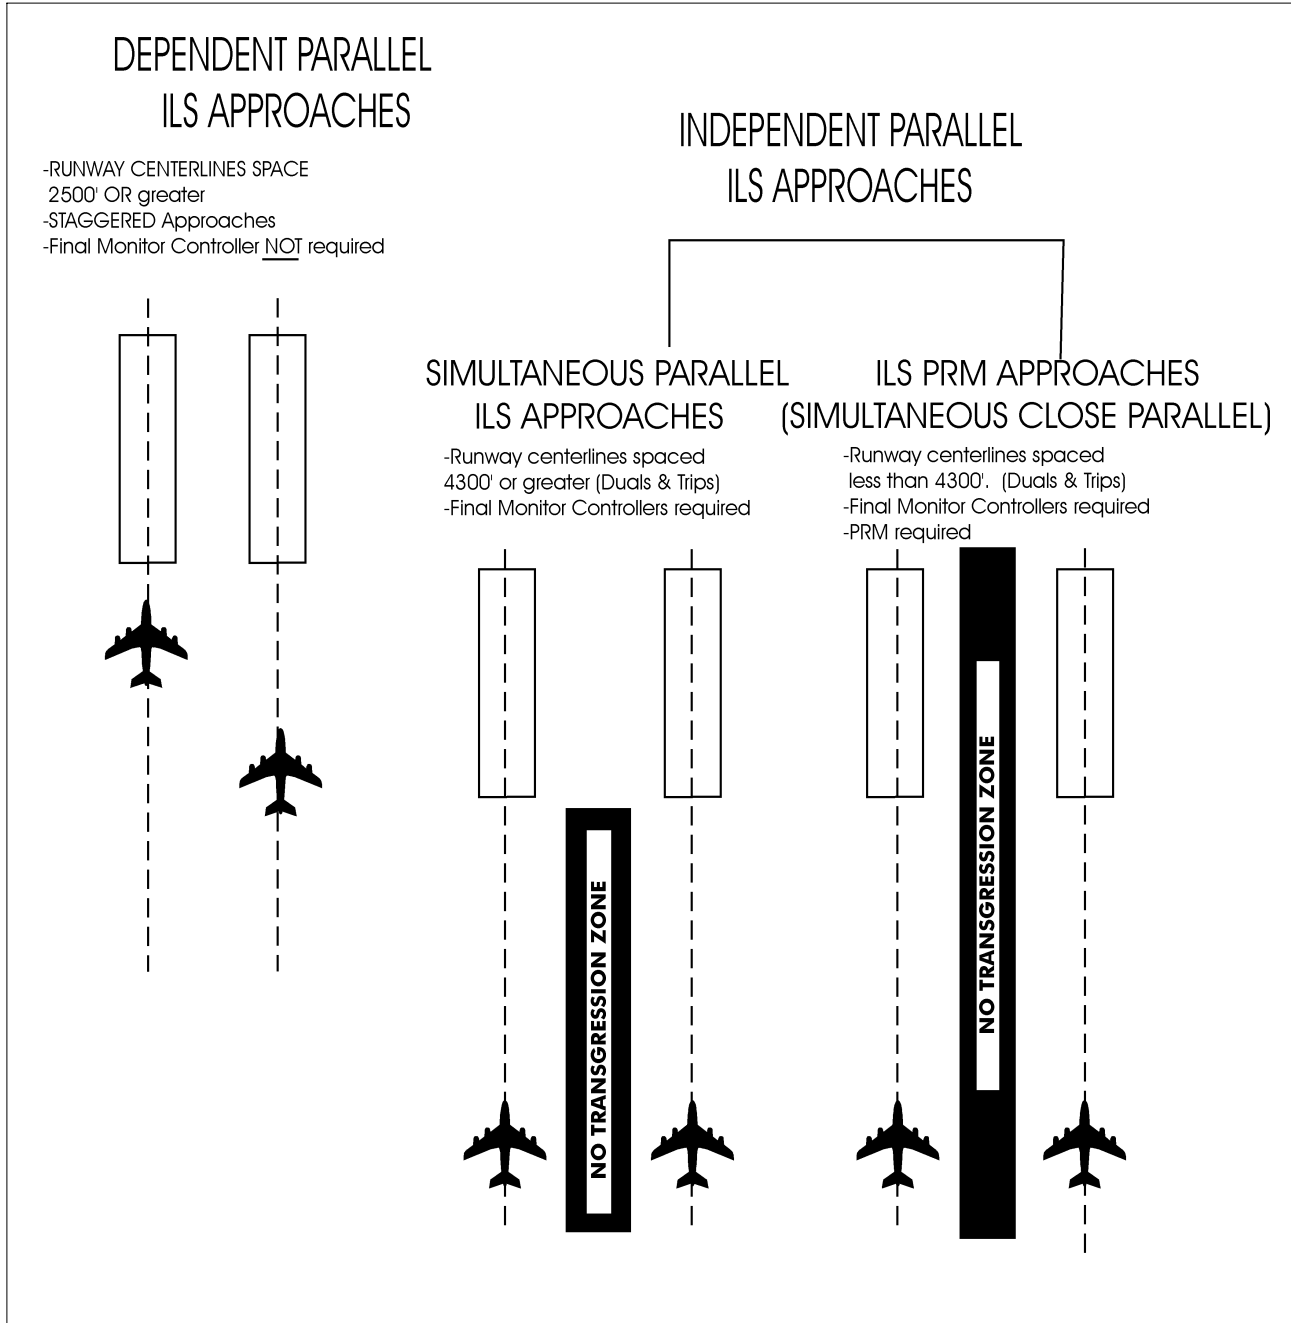 DEPENDENT PARALLEL
ILS APPROACHES
-RUNWAY CENTERLINES SPACE
2500' OR greater
-STAGGERED Approaches
-Final Monitor Controller NOT required
INDEPENDENT PARALLEL
ILS APPROACHES
SIMULTANEOUS PARALLEL
ILS APPROACHES
-Runway centerlines spaced
4300' or greater (Duals & Trips)
-Final Monitor Controllers required
NO TRANSGRESSION ZONE
ILS PRM APPROACHES
(SIMULTANEOUS CLOSE PARALLEL)
-Runway centerlines spaced
less than 4300'. (Duals & Trips)
-Final Monitor Controllers required
-PRM required
NO TRANSGRESSION ZONE